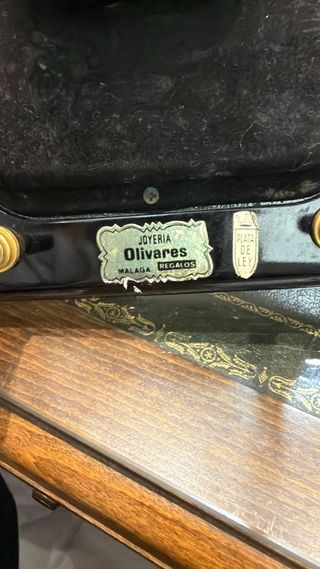 JOYERIA
Olivares
MALAGA REGALOS
PLATA
DE
LEY